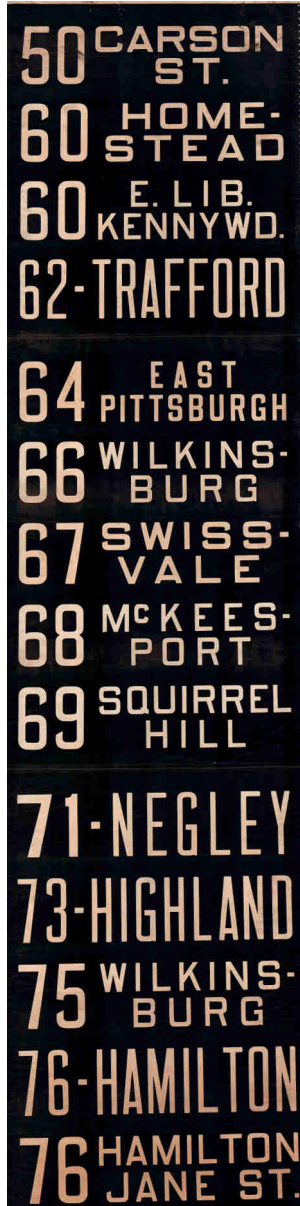 50 CARSON
ST.
60 HOME-
STEAD
60 E. LIB.
KENNYWD.
62-TRAFFORD
64 EAST
PITTSBURGH
66 WILKINS-
BURG
67 SWISS-
VALE
68 McKEES-
PORT
69 SQUIRREL
HILL
71-NEGLEY
73-HIGHLAND
75 WILKINS-
BURG
76-HAMILTON
76 HAMILTON
JANE ST.